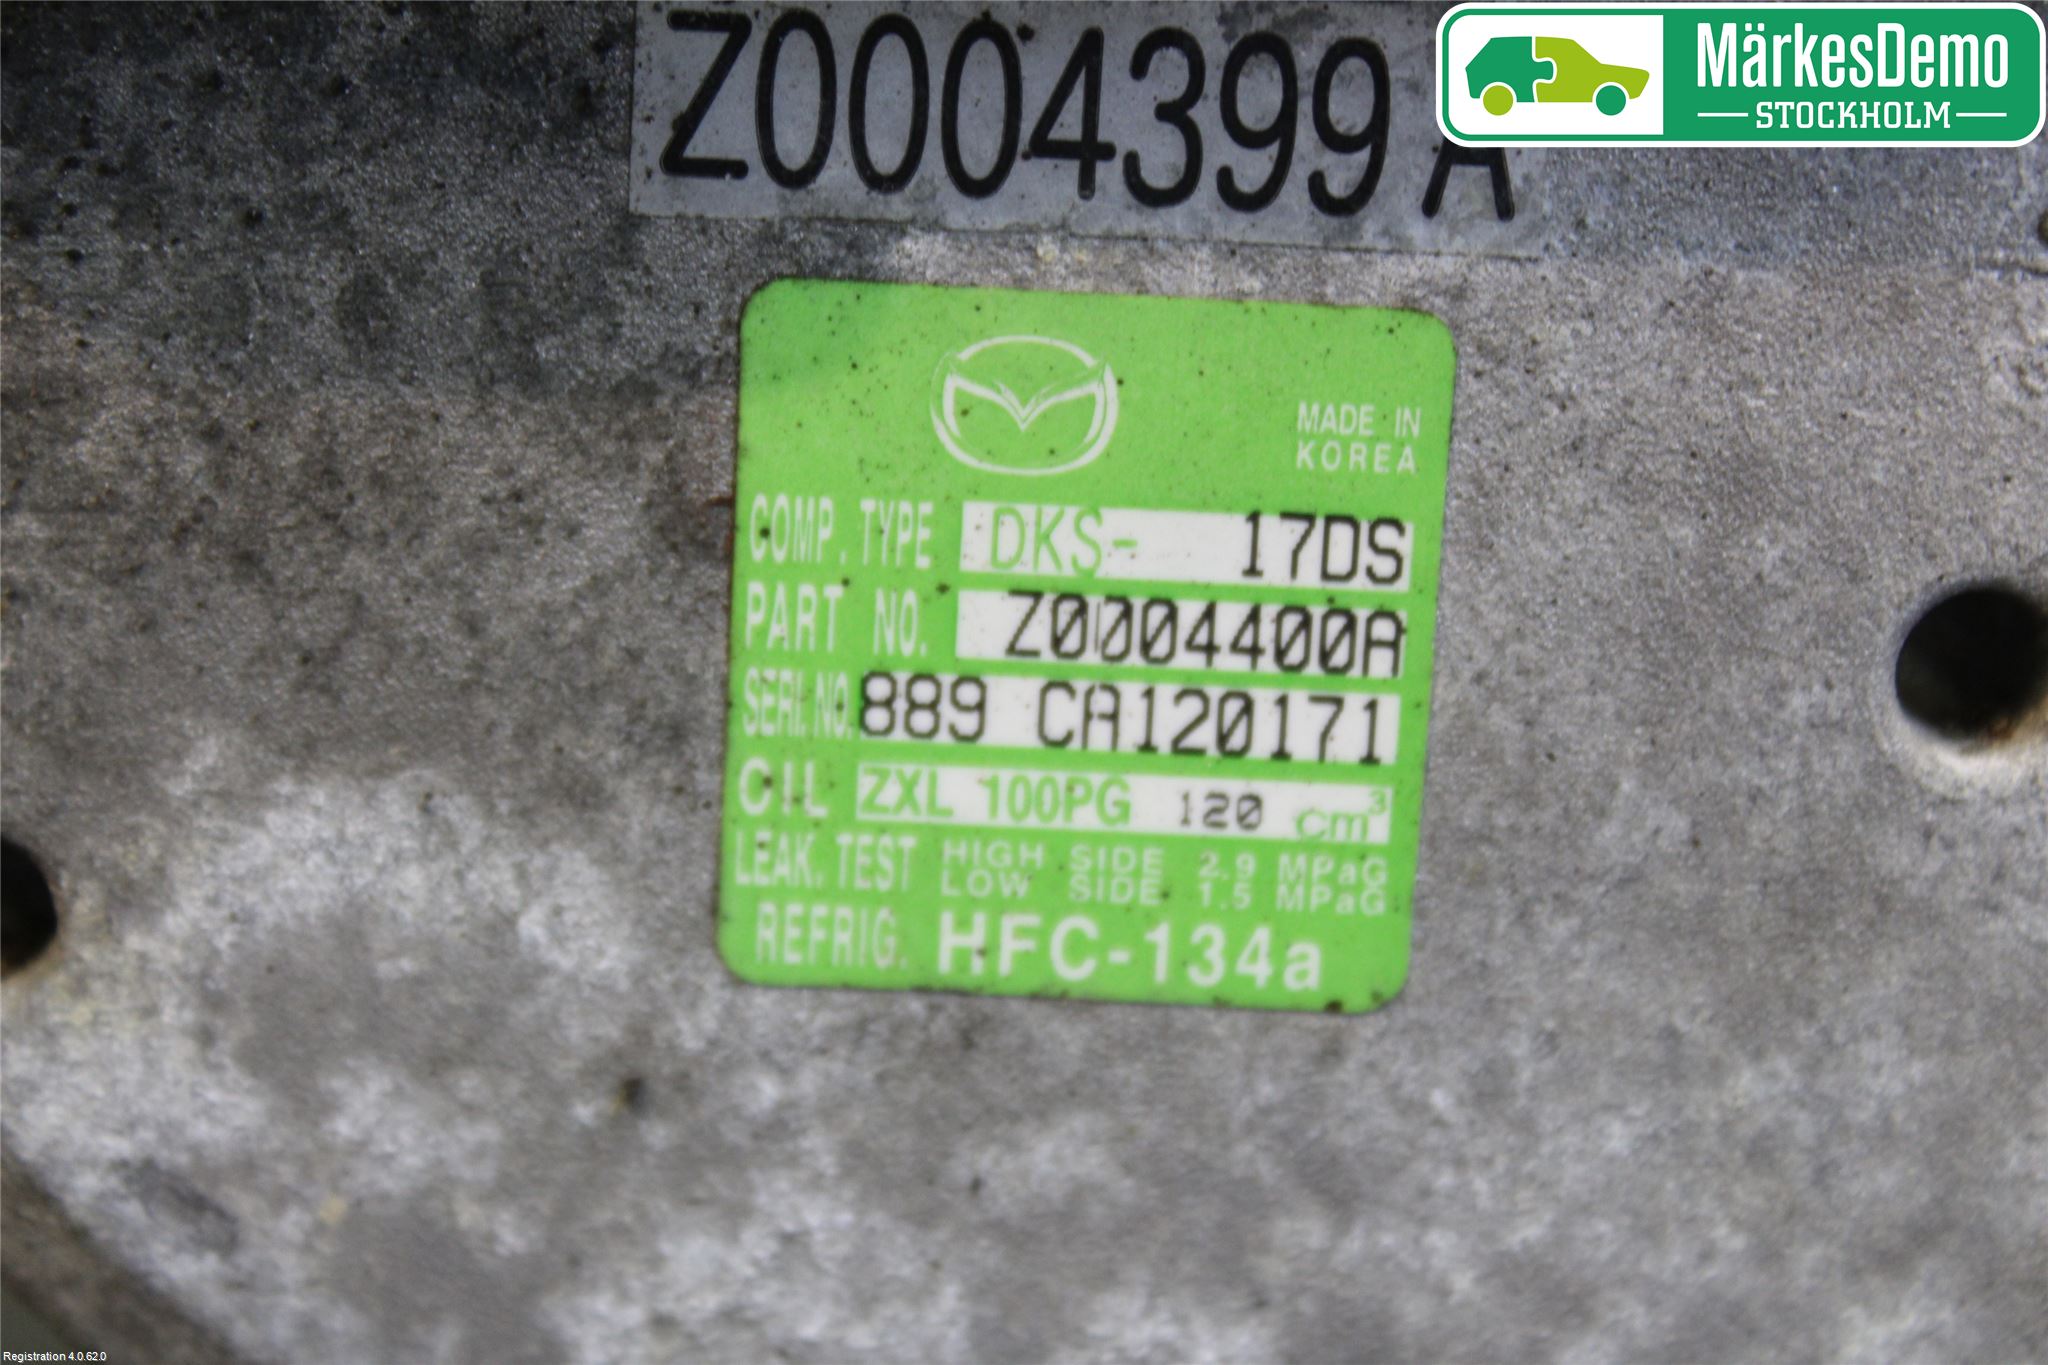 MärkesDemo
STOCKHOLM
Z0004399A
MADE IN
KOREA
COMP. TYPE DKS- 17DS
PART NO. Z0004400A
SERI. NO. 889 CA120171
OIL ZXL 100PG 120 cm³
LEAK. TEST HIGH SIDE 2.9 MPaG
LOW SIDE 1.5 MPaG
REFRIG. HFC-134a
Registration 4.0.62.0